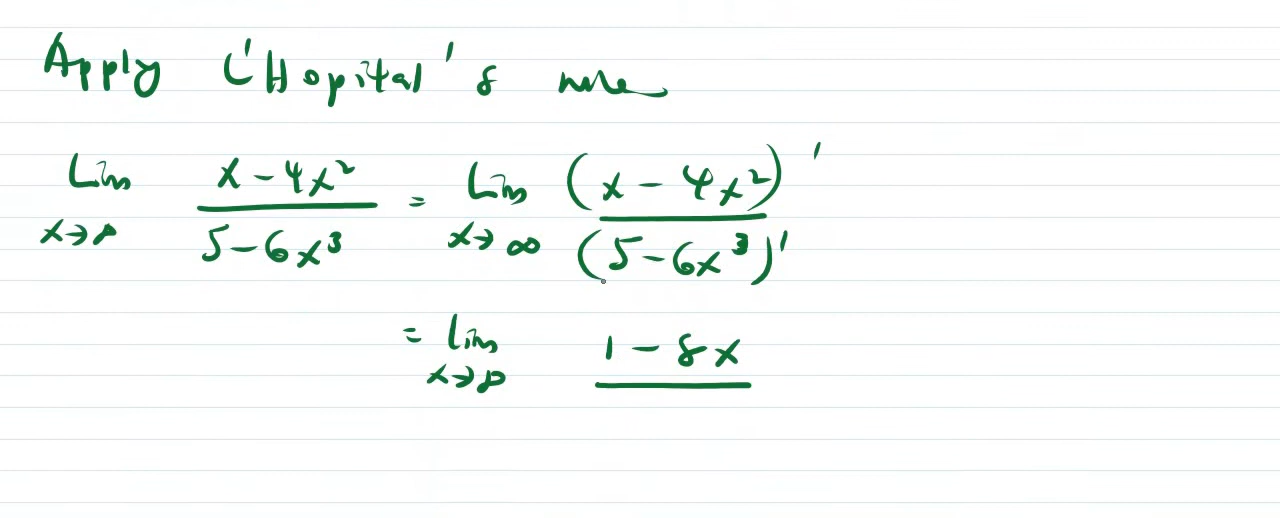 Apply L'Hopital's rule
Lim x→∞ x-4x²/5-6x³ = Lim x→∞ (x-4x²)'/(5-6x³)'
= Lim x→∞ 1-8x